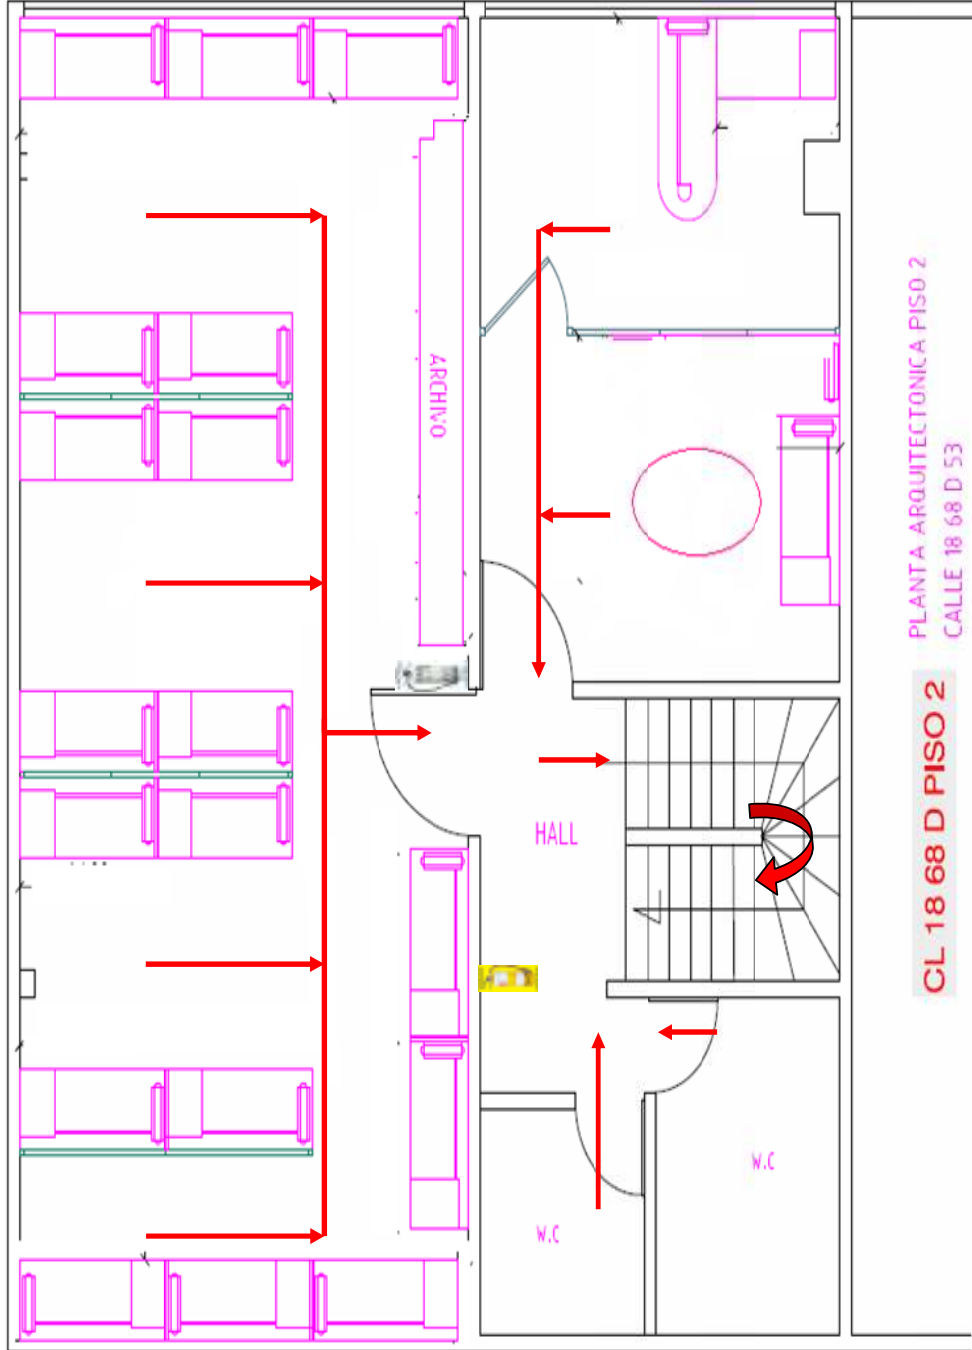 ARCHIVO
HALL
W.C
W.C
PLANTA ARQUITECTONICA PISO 2
CALLE 18 68 D 53
CL 18 68 D PISO 2